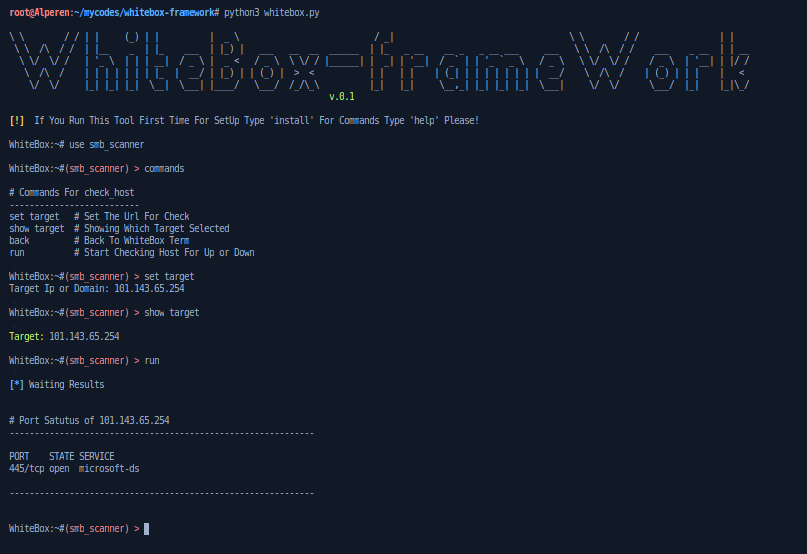 root@Alperen:~/mycodes/whitebox-framework# python3 whitebox.py
WhiteBox-FrameWork
v.0.1
[!]  If You Run This Tool First Time For SetUp Type 'install' For Commands Type 'help' Please!
WhiteBox:~# use smb_scanner
WhiteBox:~#(smb_scanner) > commands
# Commands For check_host
--------------------------
set target   # Set The Url For Check
show target  # Showing Which Target Selected
back         # Back To WhiteBox Term
run          # Start Checking Host For Up or Down
WhiteBox:~#(smb_scanner) > set target
Target Ip or Domain: 101.143.65.254
WhiteBox:~#(smb_scanner) > show target
Target: 101.143.65.254
WhiteBox:~#(smb_scanner) > run
[*] Waiting Results
# Port Satutus of 101.143.65.254
-------------------------------------------------------------
PORT    STATE SERVICE
445/tcp open  microsoft-ds
-------------------------------------------------------------
WhiteBox:~#(smb_scanner) >